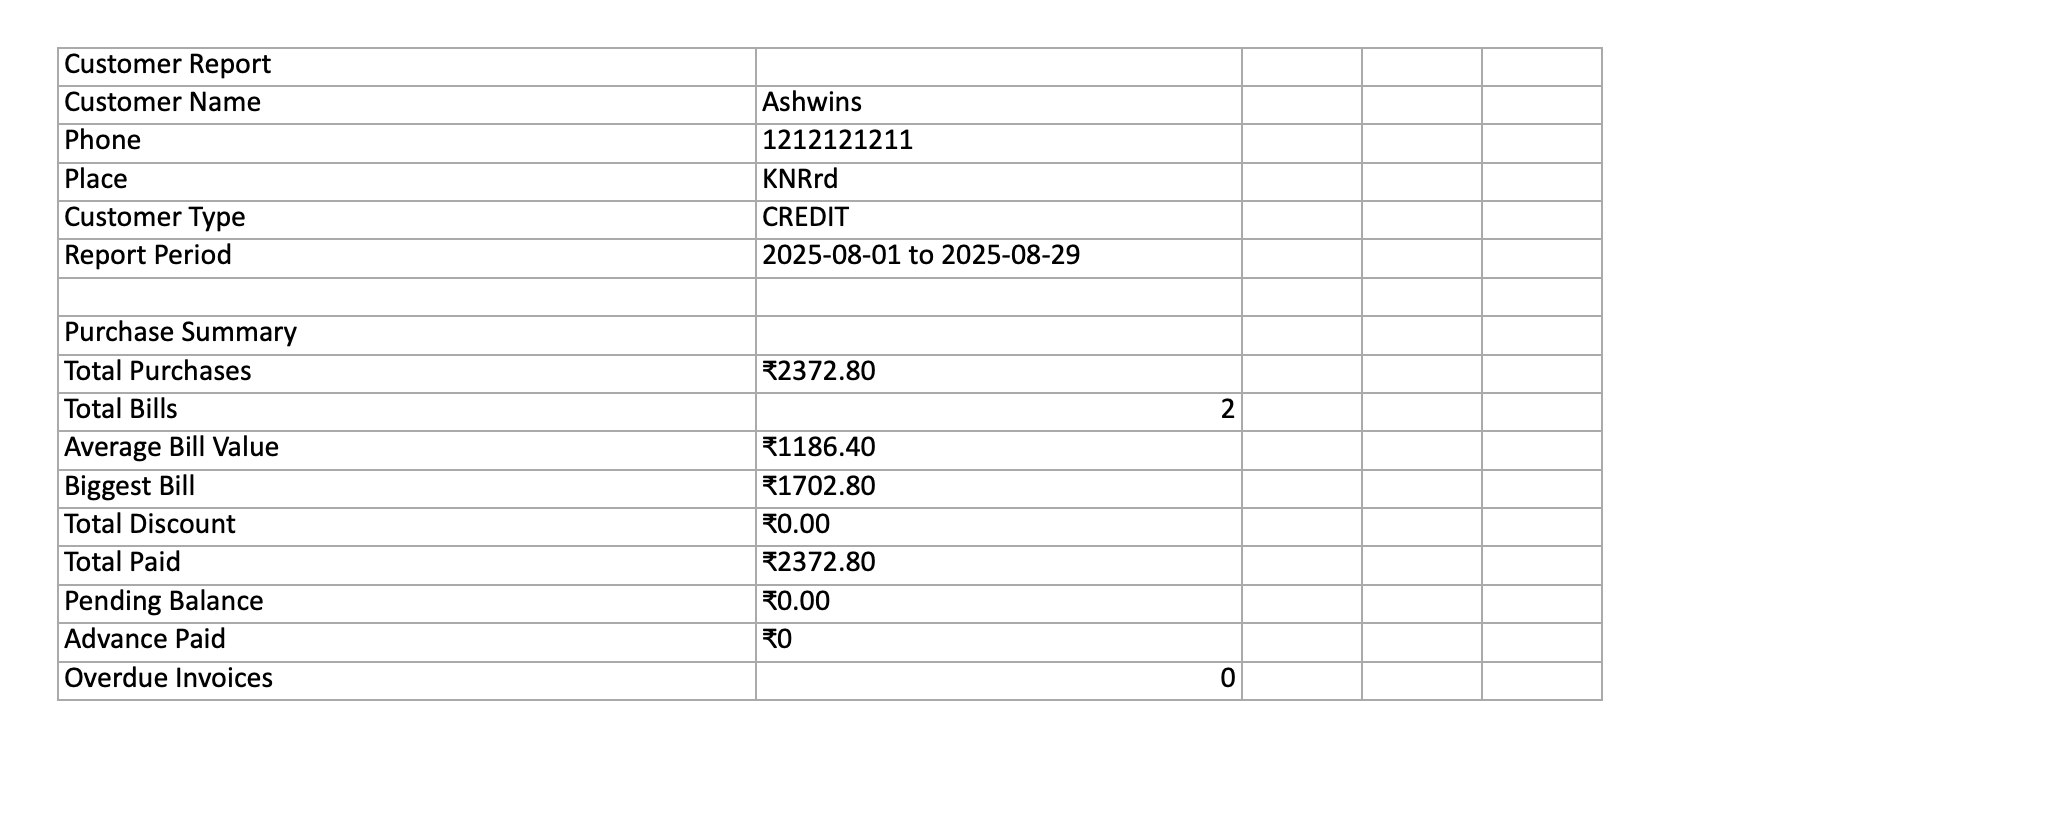 Customer Report
Customer Name Ashwins
Phone 1212121211
Place KNRrd
Customer Type CREDIT
Report Period 2025-08-01 to 2025-08-29
Purchase Summary
Total Purchases ₹2372.80
Total Bills 2
Average Bill Value ₹1186.40
Biggest Bill ₹1702.80
Total Discount ₹0.00
Total Paid ₹2372.80
Pending Balance ₹0.00
Advance Paid ₹0
Overdue Invoices 0